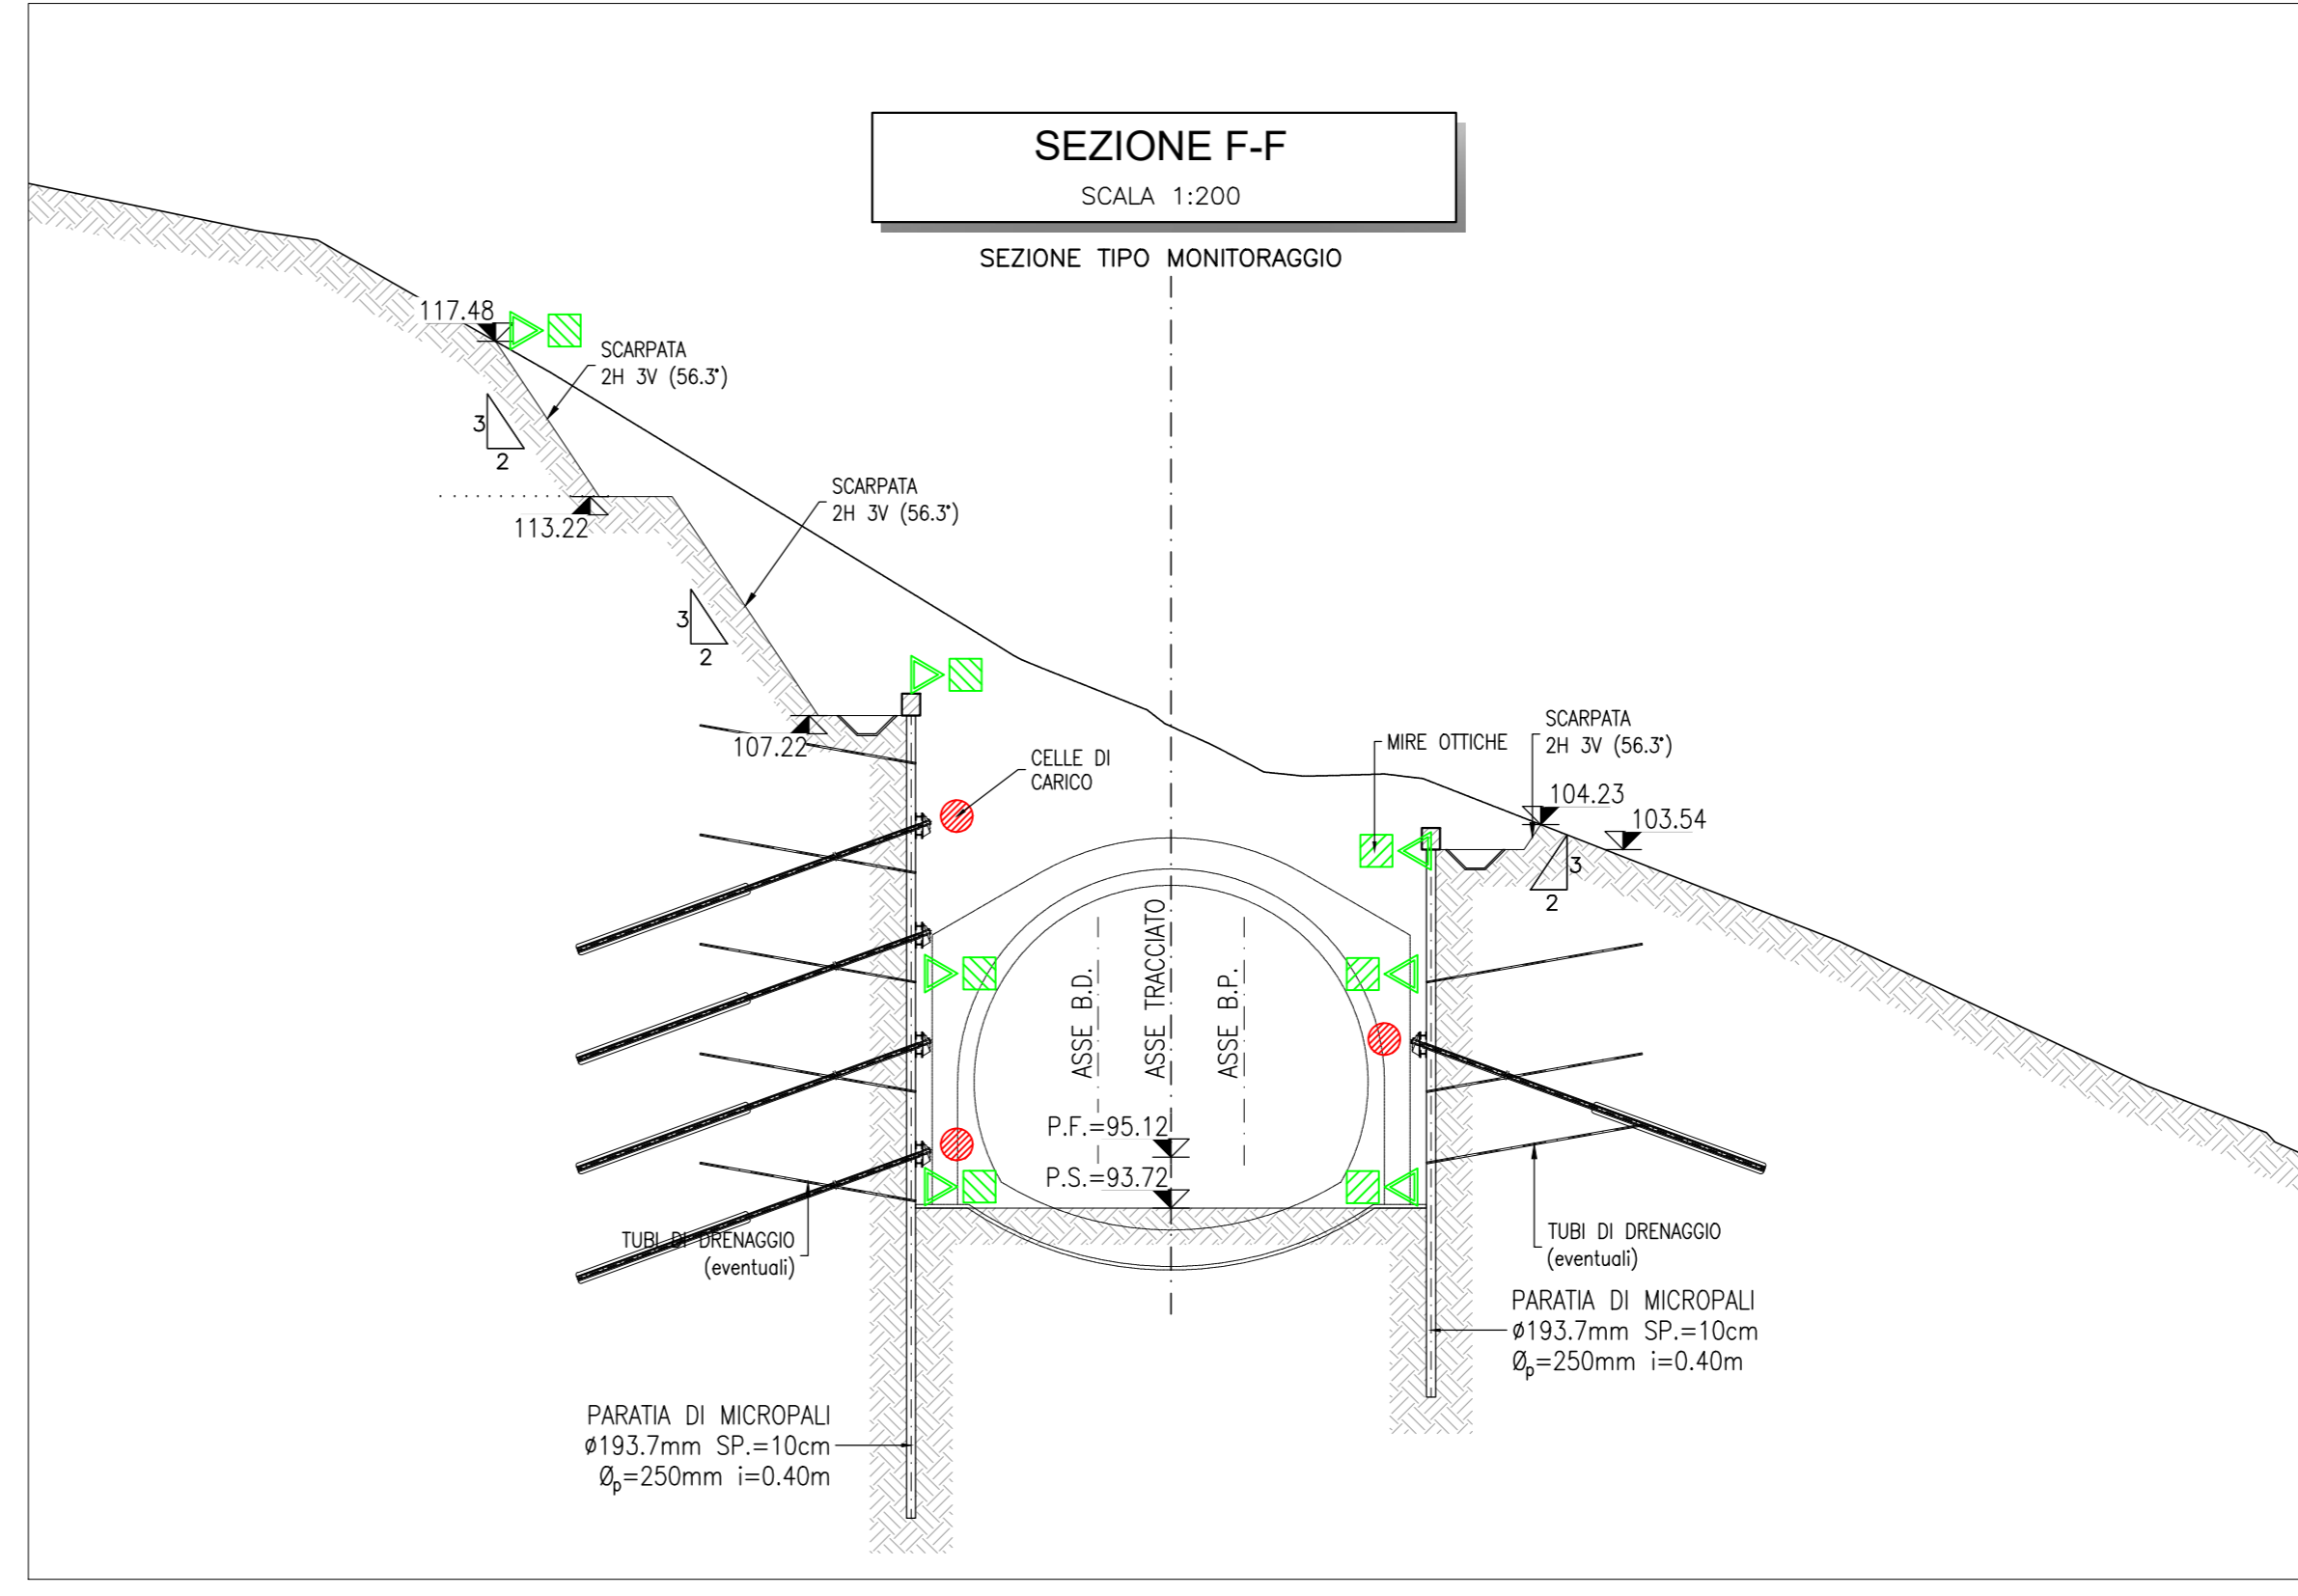 SEZIONE F-F
SCALA 1:200
SEZIONE TIPO MONITORAGGIO
117.48
SCARPATA
2H 3V (56.3°)
3
2
SCARPATA
2H 3V (56.3°)
113.22
3
2
107.22
CELLE DI
CARICO
MIRE OTTICHE
SCARPATA
2H 3V (56.3°)
104.23
103.54
3
2
ASSE B.D.
ASSE TRACCIATO
ASSE B.P.
P.F.=95.12
P.S.=93.72
TUBI DI DRENAGGIO
(eventuali)
TUBI DI DRENAGGIO
(eventuali)
PARATIA DI MICROPALI
ø193.7mm SP.=10cm
Øp=250mm i=0.40m
PARATIA DI MICROPALI
ø193.7mm SP.=10cm
Øp=250mm i=0.40m